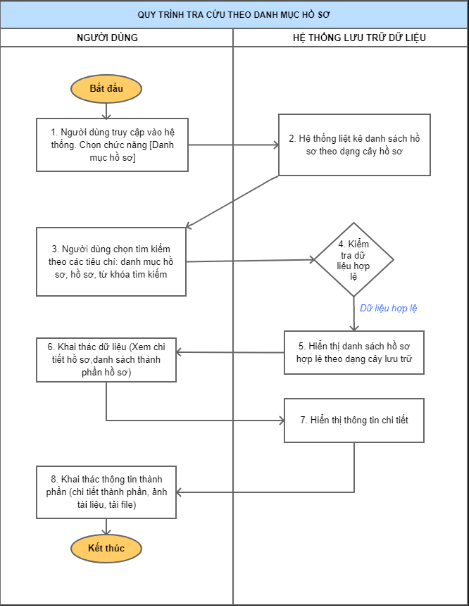 QUY TRÌNH TRA CỨU THEO DANH MỤC HỒ SƠ
NGƯỜI DÙNG
HỆ THỐNG LƯU TRỮ DỮ LIỆU
Bắt đầu
1. Người dùng truy cập vào hệ
thống. Chọn chức năng [Danh
mục hồ sơ]
2. Hệ thống liệt kê danh sách hồ
sơ theo dạng cây hồ sơ
3. Người dùng chọn tìm kiếm
theo các tiêu chí: danh mục hồ
sơ, hồ sơ, từ khóa tìm kiếm
4. Kiểm
tra dữ
liệu hợp
lệ
Dữ liệu hợp lệ
5. Hiển thị danh sách hồ sơ
hợp lệ theo dạng cây lưu trữ
6. Khai thác dữ liệu (Xem chi
tiết hồ sơ,danh sách thành
phần hồ sơ)
7. Hiển thị thông tin chi tiết
8. Khai thác thông tin thành
phần (chi tiết thành phần, ảnh
tài liệu, tải file)
Kết thúc